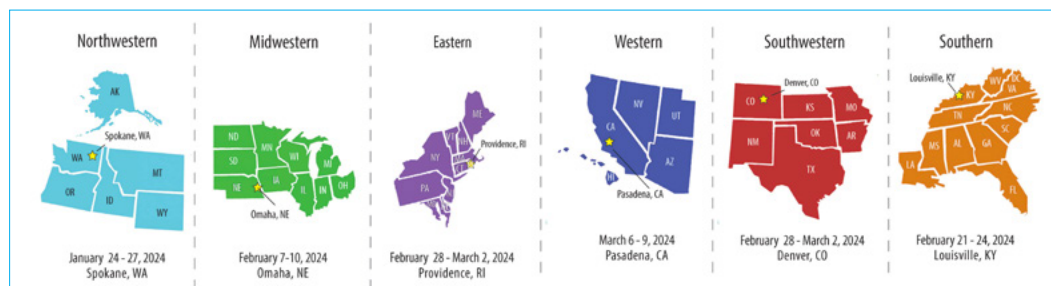 Northwestern
AK
Spokane, WA
WA
MT
OR
ID
WY
January 24 - 27, 2024
Spokane, WA
Midwestern
ND
MN
SD
WI
MI
NE
IA
IL
IN
OH
Omaha, NE
February 7-10, 2024
Omaha, NE
Eastern
ME
VT
NH
NY
Providence, RI
MA
CT
PA
February 28 - March 2, 2024
Providence, RI
Western
NV
CA
UT
AZ
HI
Pasadena, CA
March 6 - 9, 2024
Pasadena, CA
Southwestern
Denver, CO
CO
KS
MO
OK
AR
NM
TX
February 28 - March 2, 2024
Denver, CO
Southern
Louisville, KY
WV
DC
KY
VA
TN
NC
SC
MS
AL
GA
LA
FL
February 21 - 24, 2024
Louisville, KY